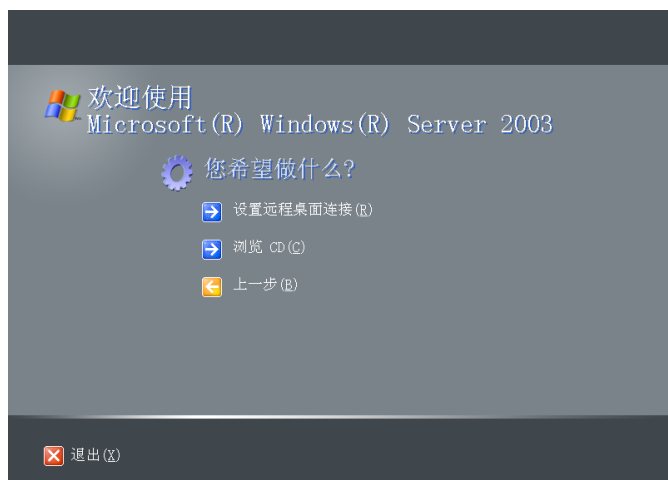 欢迎使用
Microsoft(R) Windows(R) Server 2003
您希望做什么?
设置远程桌面连接(R)
浏览 CD(C)
上一步(B)
退出(X)